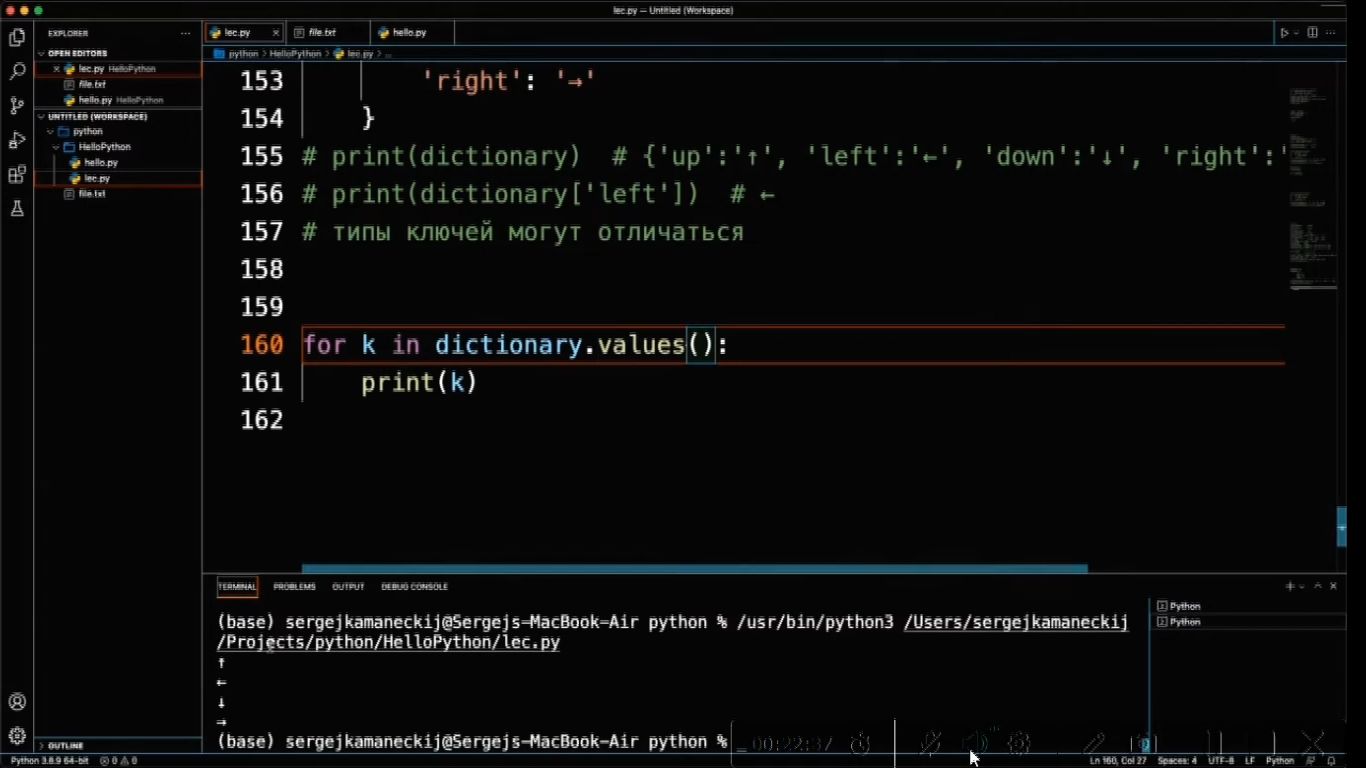 lec.py — Untitled (Workspace)
EXPLORER
OPEN EDITORS
lec.py HelloPython
file.txt
hello.py HelloPython
UNTITLED (WORKSPACE)
python
HelloPython
hello.py
lec.py
file.txt
OUTLINE
lec.py × file.txt hello.py
python > HelloPython > lec.py > ...
153 'right': '→'
154 }
155 # print(dictionary) # {'up':'↑', 'left':'←', 'down':'↓', 'right':'
156 # print(dictionary['left']) # ←
157 # типы ключей могут отличаться
158
159
160 for k in dictionary.values():
161 print(k)
162
TERMINAL PROBLEMS OUTPUT DEBUG CONSOLE
(base) sergejkamaneckij@Sergejs-MacBook-Air python % /usr/bin/python3 /Users/sergejkamaneckij
/Projects/python/HelloPython/lec.py
↑
←
↓
→
(base) sergejkamaneckij@Sergejs-MacBook-Air python %
Python
Python
00:22:37
Python 3.8.9 64-bit 0 0 Ln 160, Col 27 Spaces: 4 UTF-8 LF Python